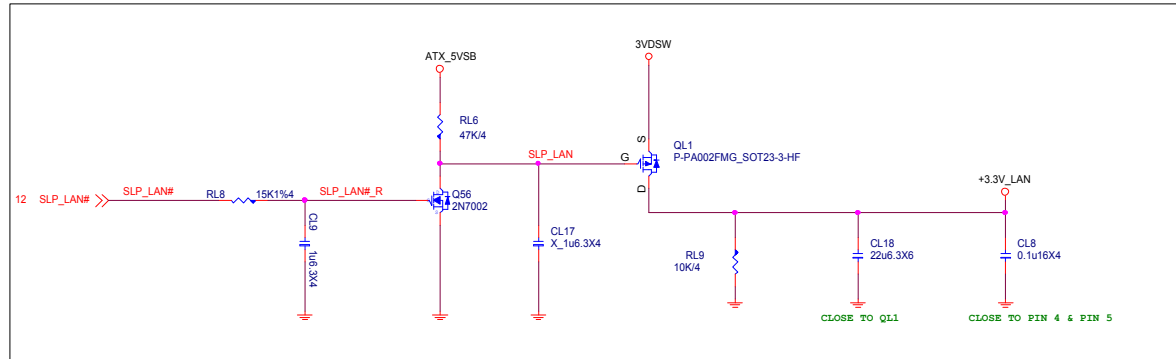 ATX_5VSB
3VDSW
RL6
47K/4
SLP_LAN
G
S
D
QL1
P-PA002FMG_SOT23-3-HF
12 SLP_LAN#
SLP_LAN#
RL8 15K1%4
SLP_LAN#_R
Q56
2N7002
+3.3V_LAN
CL9
1u6.3X4
CL17
X_1u6.3X4
RL9
10K/4
CL18
22u6.3X6
CL8
0.1u16X4
CLOSE TO QL1
CLOSE TO PIN 4 & PIN 5